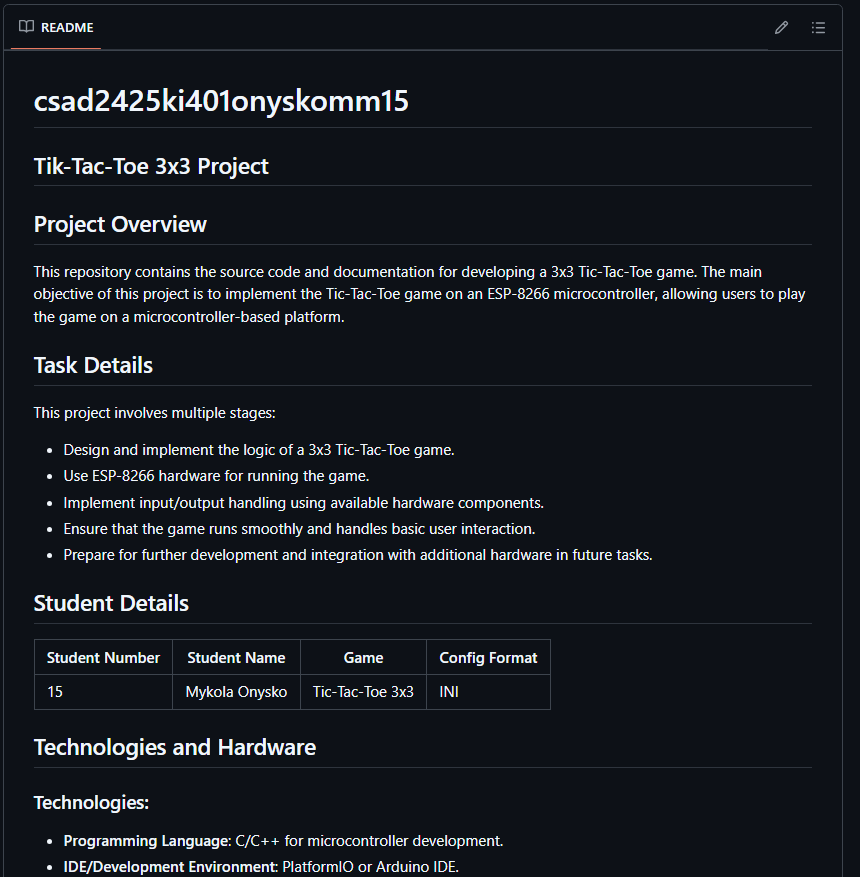 README
csad2425ki401onyskomm15
Tik-Tac-Toe 3x3 Project
Project Overview
This repository contains the source code and documentation for developing a 3x3 Tic-Tac-Toe game. The main
objective of this project is to implement the Tic-Tac-Toe game on an ESP-8266 microcontroller, allowing users to play
the game on a microcontroller-based platform.
Task Details
This project involves multiple stages:
Design and implement the logic of a 3x3 Tic-Tac-Toe game.
Use ESP-8266 hardware for running the game.
Implement input/output handling using available hardware components.
Ensure that the game runs smoothly and handles basic user interaction.
Prepare for further development and integration with additional hardware in future tasks.
Student Details
Student Number Student Name Game Config Format
15 Mykola Onysko Tic-Tac-Toe 3x3 INI
Technologies and Hardware
Technologies:
Programming Language: C/C++ for microcontroller development.
IDE/Development Environment: PlatformIO or Arduino IDE.